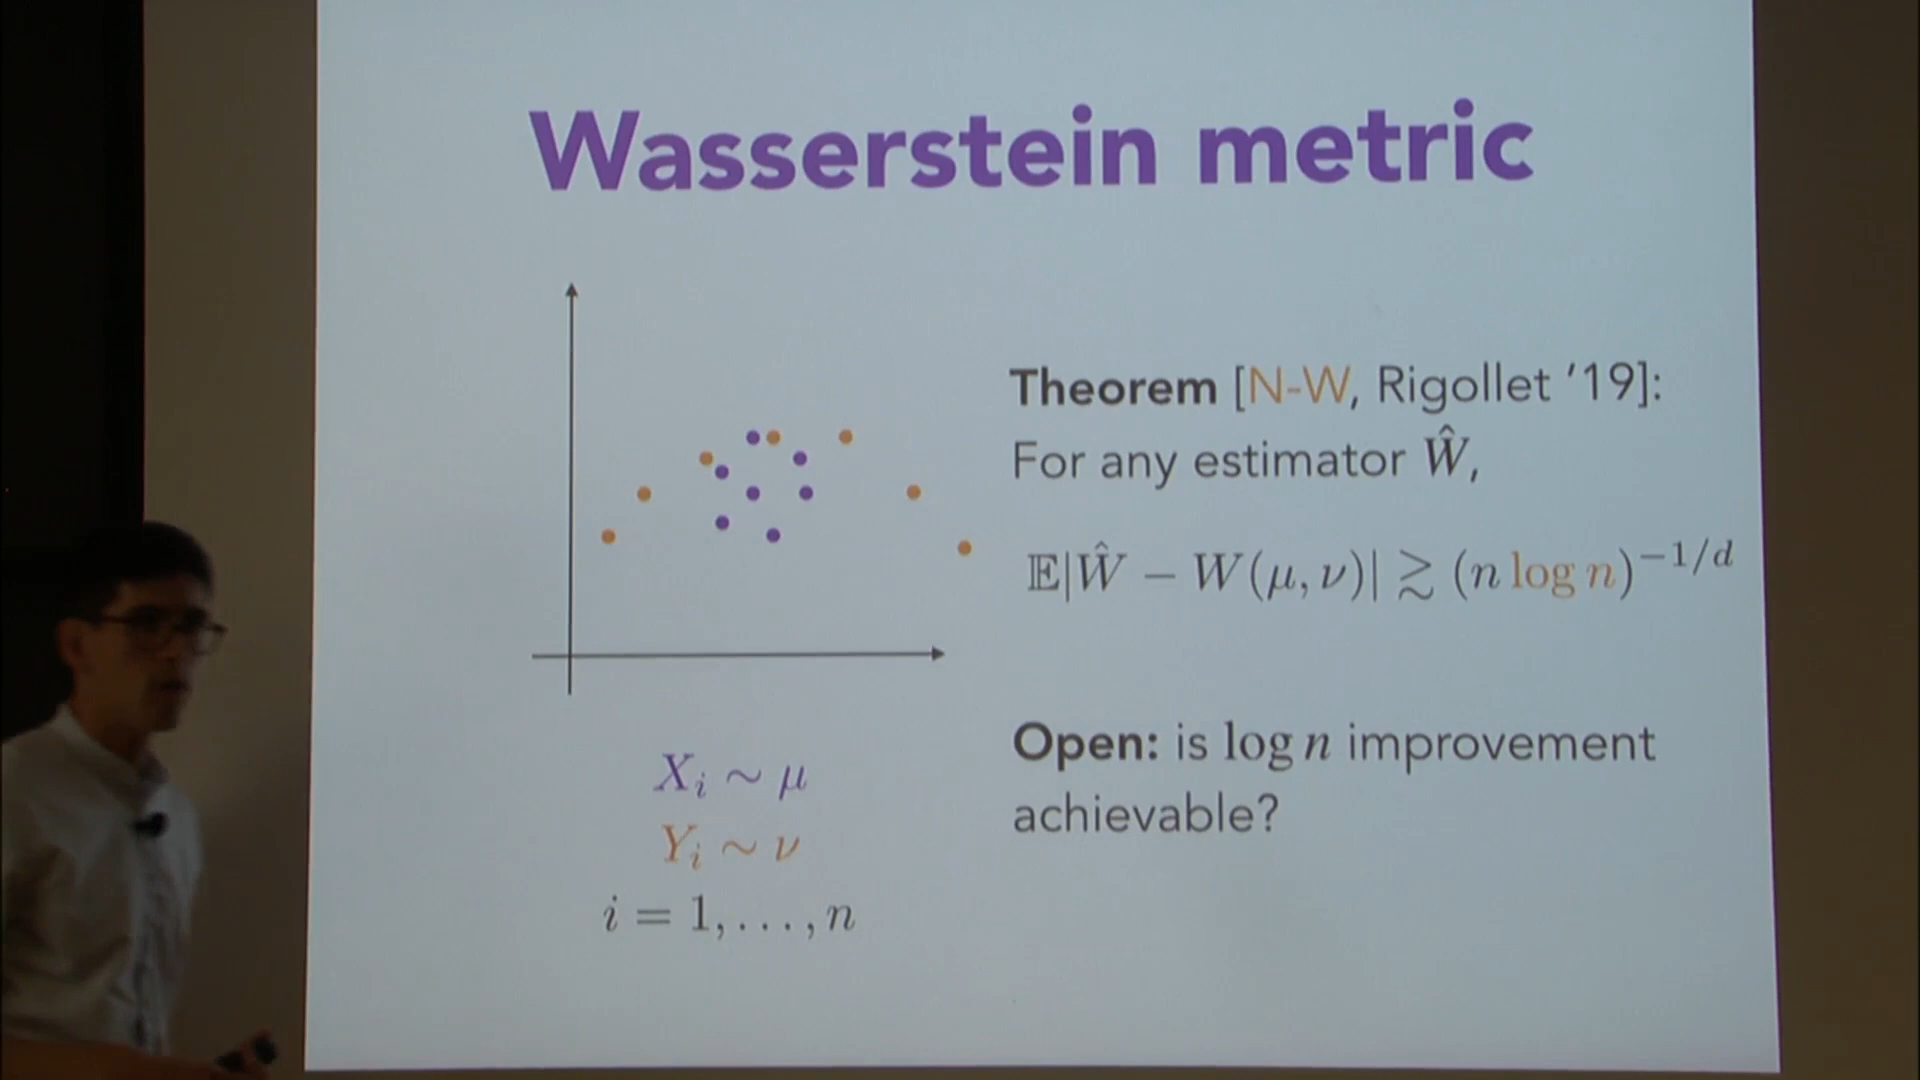 Wasserstein metric
Theorem [N-W, Rigollet '19]:
For any estimator Ŵ,
𝔼|Ŵ − W(μ, ν)| ≳ (n log n)^{−1/d}
Open: is log n improvement
achievable?
X_i ∼ μ
Y_i ∼ ν
i = 1, . . . , n